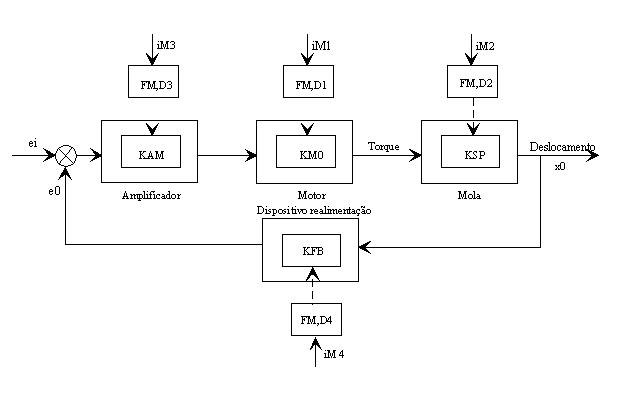 iM3
iM1
iM2
FM,D3
FM,D1
FM,D2
ei
KAM
KM0
Torque
KSP
Deslocamento
x0
e0
Amplificador
Motor
Mola
Dispositivo realimentação
KFB
FM,D4
iM 4